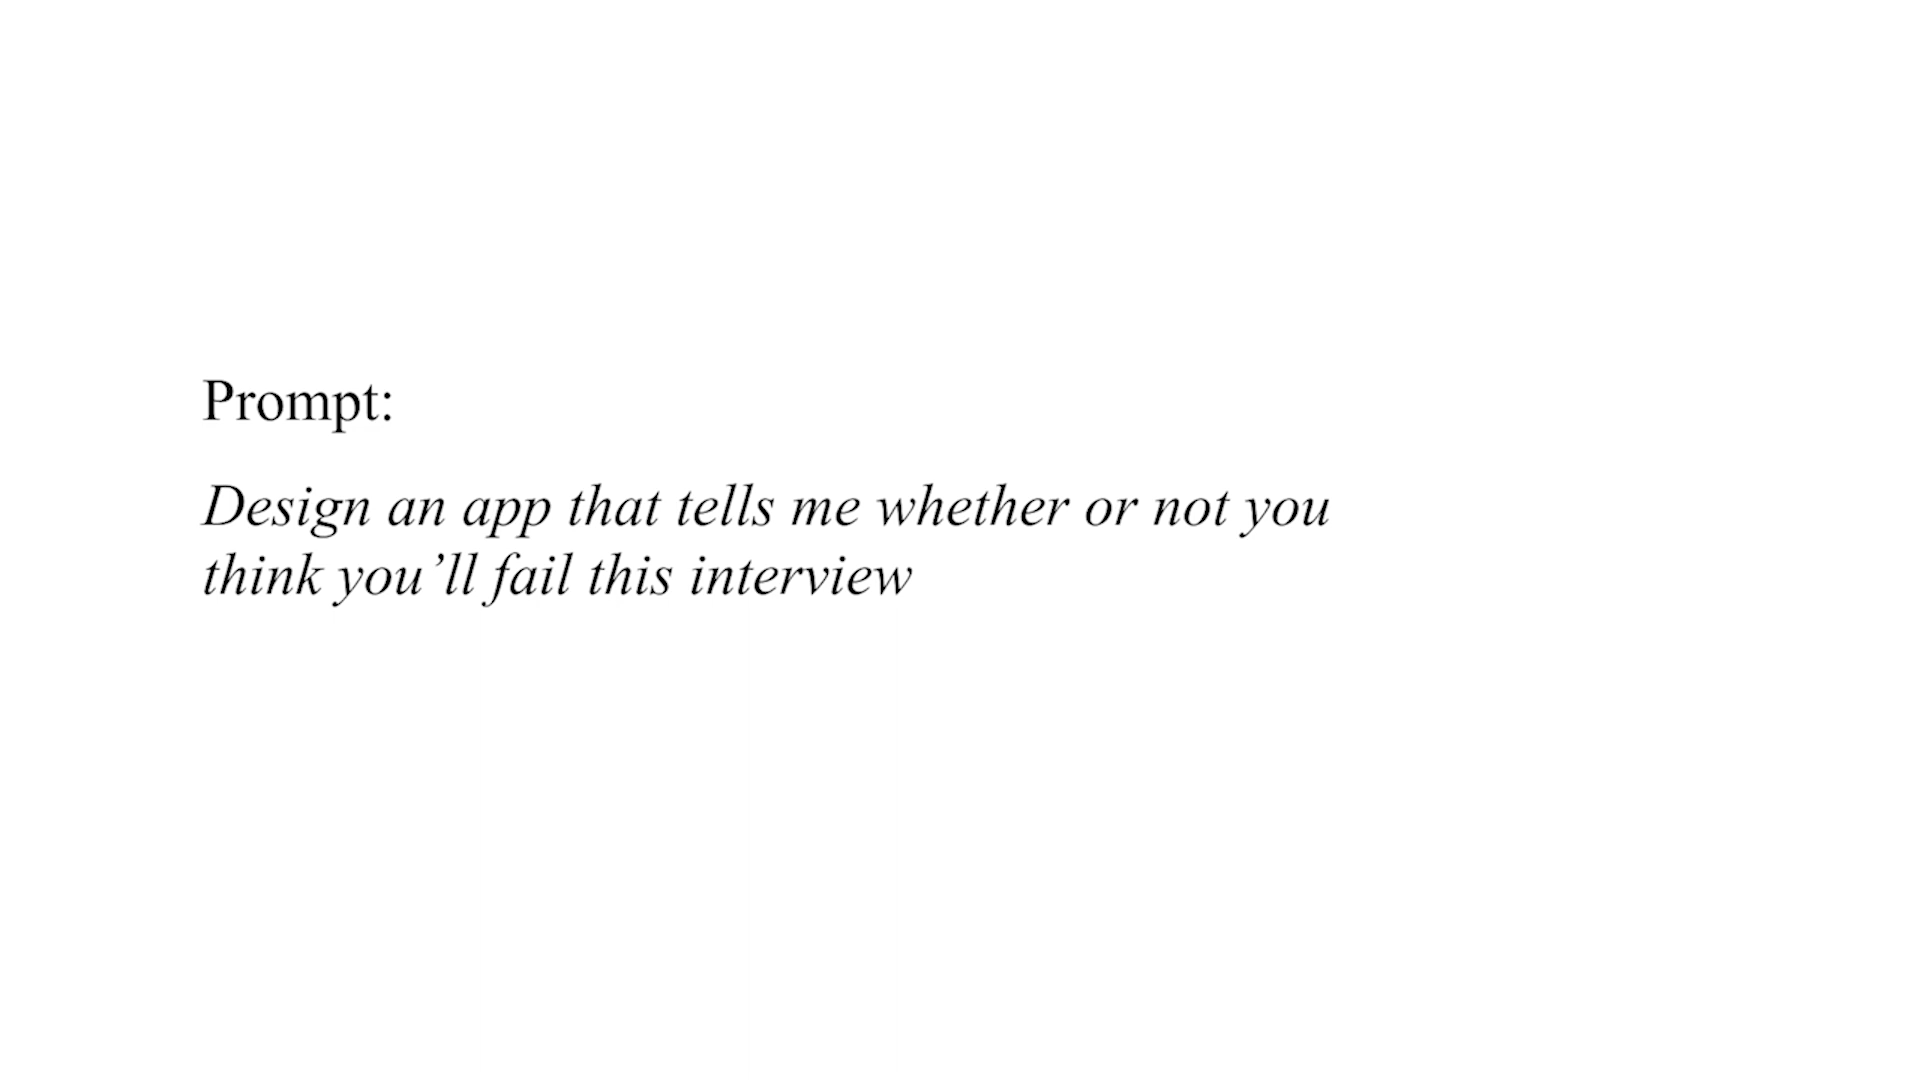 Prompt:
Design an app that tells me whether or not you
think you’ll fail this interview